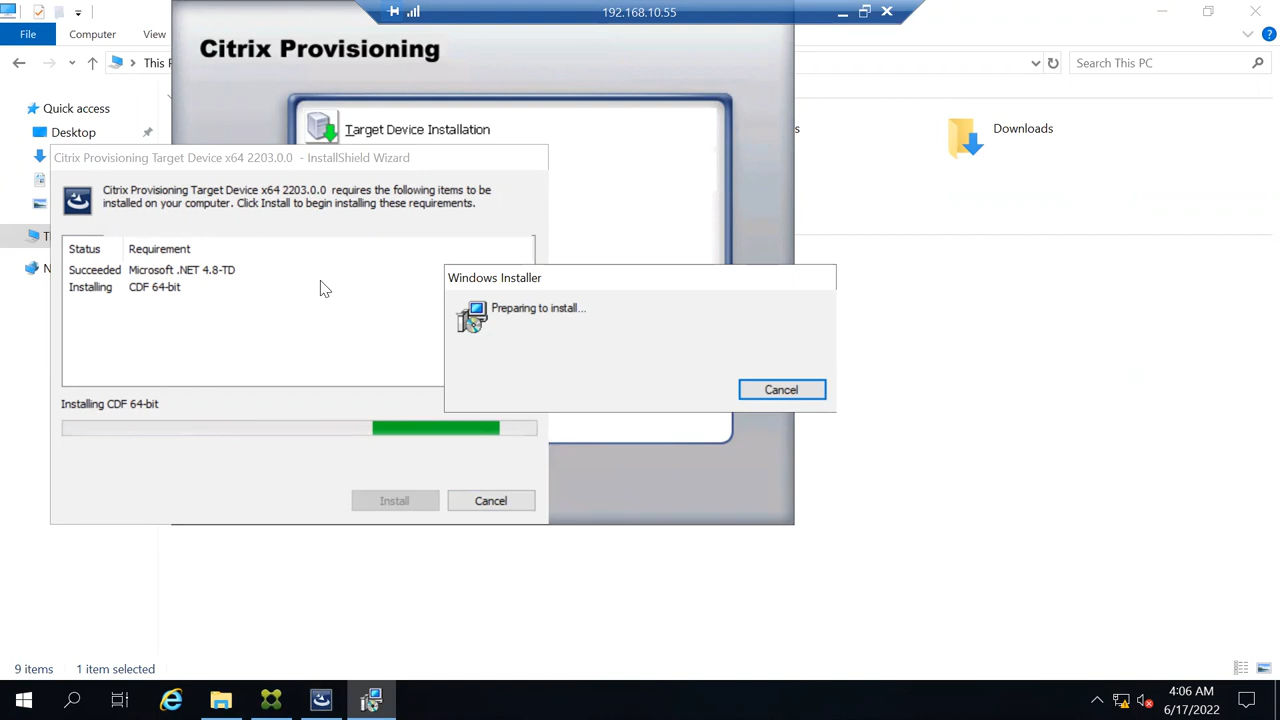 192.168.10.55
File
Computer
View
This P
Search This PC
Quick access
Desktop
Downloads
s
T
N
Citrix Provisioning
Target Device Installation
Citrix Provisioning Target Device x64 2203.0.0 - InstallShield Wizard
Citrix Provisioning Target Device x64 2203.0.0 requires the following items to be
installed on your computer. Click Install to begin installing these requirements.
Status Requirement
Succeeded Microsoft .NET 4.8-TD
Installing CDF 64-bit
Installing CDF 64-bit
Install
Cancel
Windows Installer
Preparing to install...
Cancel
9 items
1 item selected
4:06 AM
6/17/2022